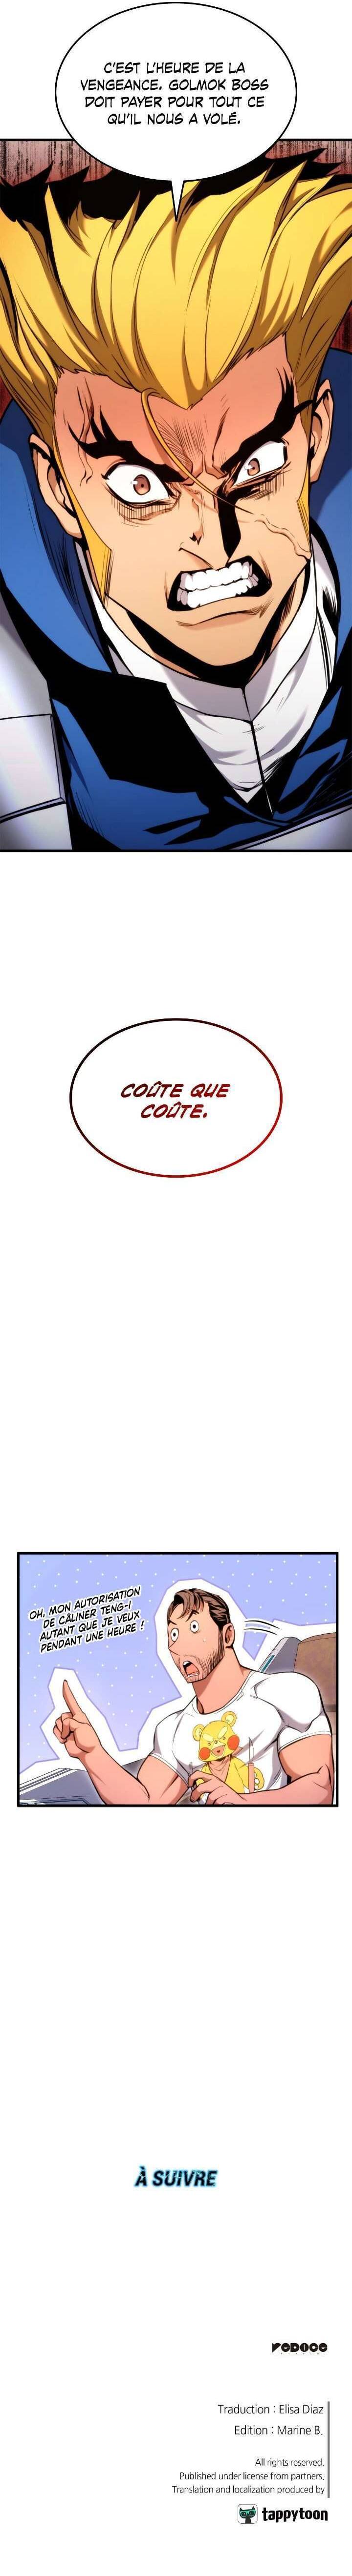 C'EST L'HEURE DE LA
VENGEANCE. GOLMOK BOSS
DOIT PAYER POUR TOUT CE
QU'IL NOUS A VOLÉ.
COÛTE QUE
COÛTE.
OH, MON AUTORISATION
DE CÂLINER TENG-I
AUTANT QUE JE VEUX
PENDANT UNE HEURE !
À SUIVRE
REDICE
Traduction : Elisa Diaz
Edition : Marine B.
All rights reserved.
Published under license from partners.
Translation and localization produced by
tappytoon